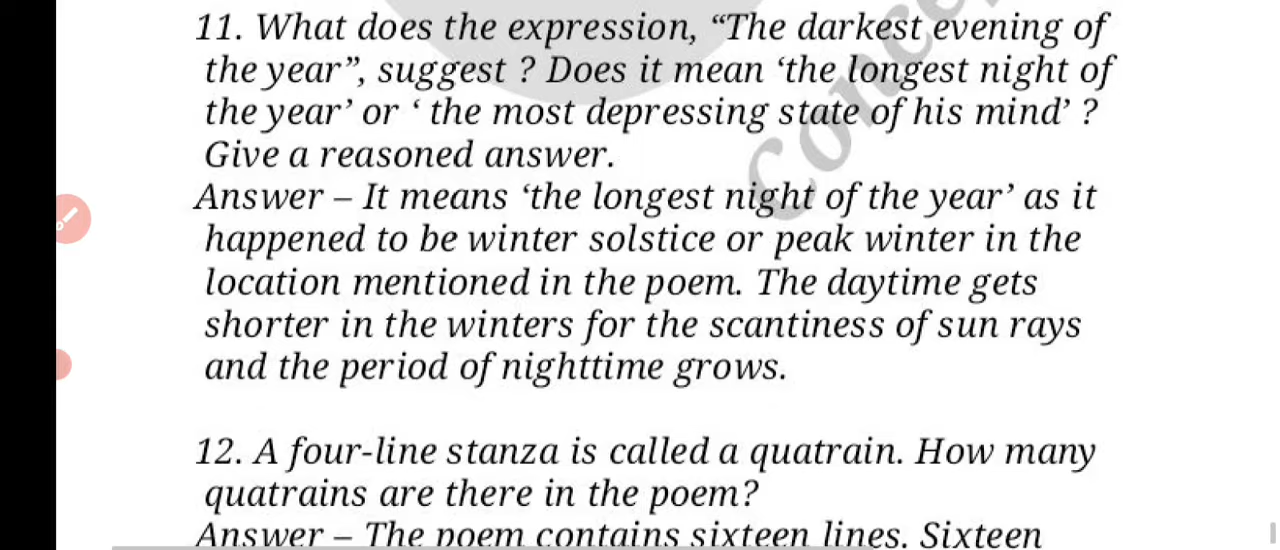 11. What does the expression, “The darkest evening of
the year”, suggest ? Does it mean ‘the longest night of
the year’ or ‘ the most depressing state of his mind’ ?
Give a reasoned answer.
Answer – It means ‘the longest night of the year’ as it
happened to be winter solstice or peak winter in the
location mentioned in the poem. The daytime gets
shorter in the winters for the scantiness of sun rays
and the period of nighttime grows.
12. A four-line stanza is called a quatrain. How many
quatrains are there in the poem?
Answer – The poem contains sixteen lines. Sixteen